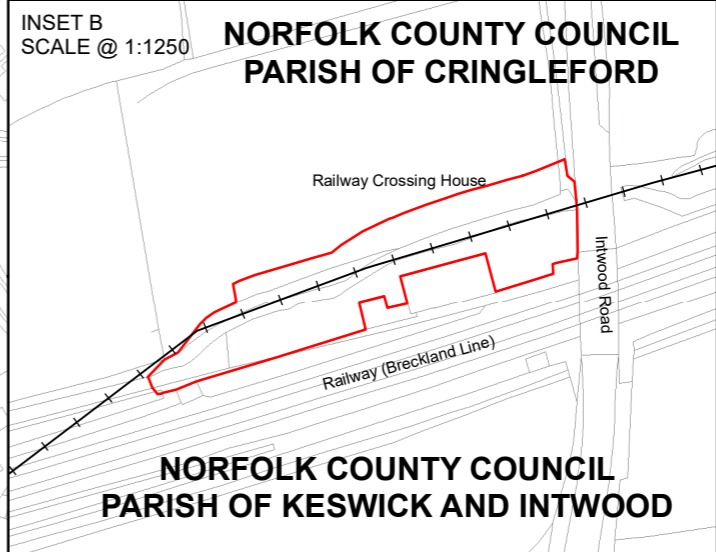 INSET B
SCALE @ 1:1250
NORFOLK COUNTY COUNCIL
PARISH OF CRINGLEFORD
Railway Crossing House
Intwood Road
Railway (Breckland Line)
NORFOLK COUNTY COUNCIL
PARISH OF KESWICK AND INTWOOD